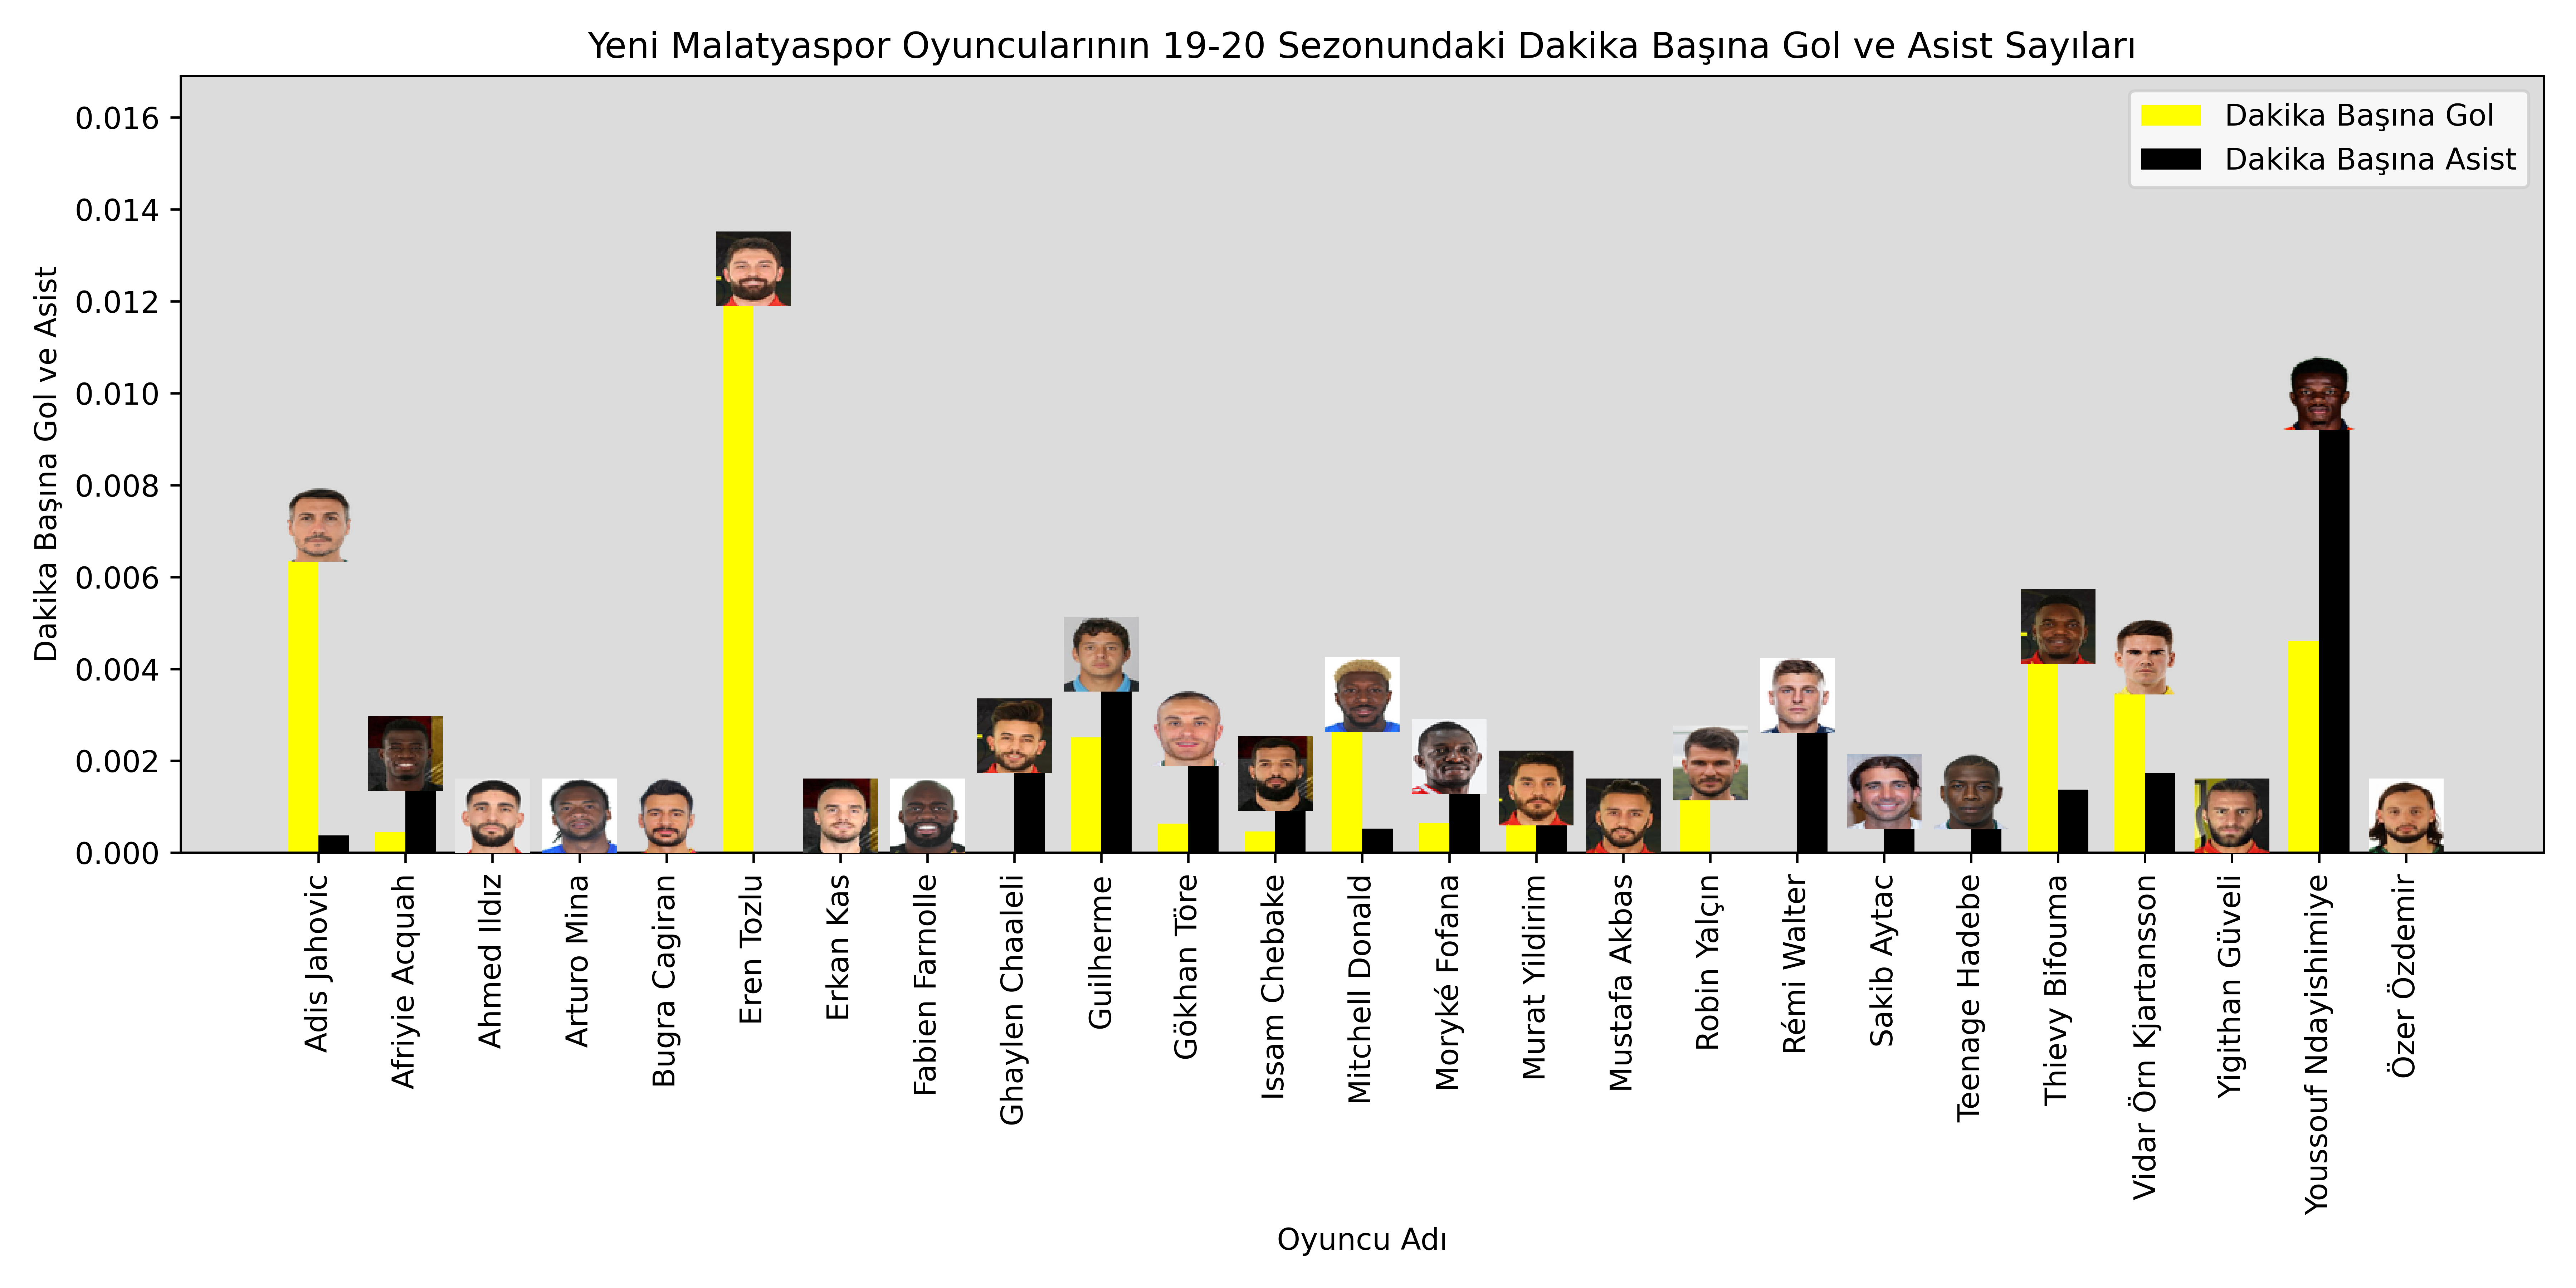 Yeni Malatyaspor Oyuncularının 19-20 Sezonundaki Dakika Başına Gol ve Asist Sayıları
Dakika Başına Gol
Dakika Başına Asist
Dakika Başına Gol ve Asist
0.016
0.014
0.012
0.010
0.008
0.006
0.004
0.002
0.000
Adis Jahovic
Afriyie Acquah
Ahmed Ildiz
Arturo Mina
Bugra Cagiran
Eren Tozlu
Erkan Kas
Fabien Farnolle
Ghaylen Chaaleli
Guilherme
Gökhan Töre
Issam Chebake
Mitchell Donald
Moryké Fofana
Murat Yildirim
Mustafa Akbas
Robin Yalçın
Rémi Walter
Sakib Aytac
Teenage Hadebe
Thievy Bifouma
Vidar Örn Kjartansson
Yigithan Güveli
Youssouf Ndayishimiye
Özer Özdemir
Oyuncu Adı